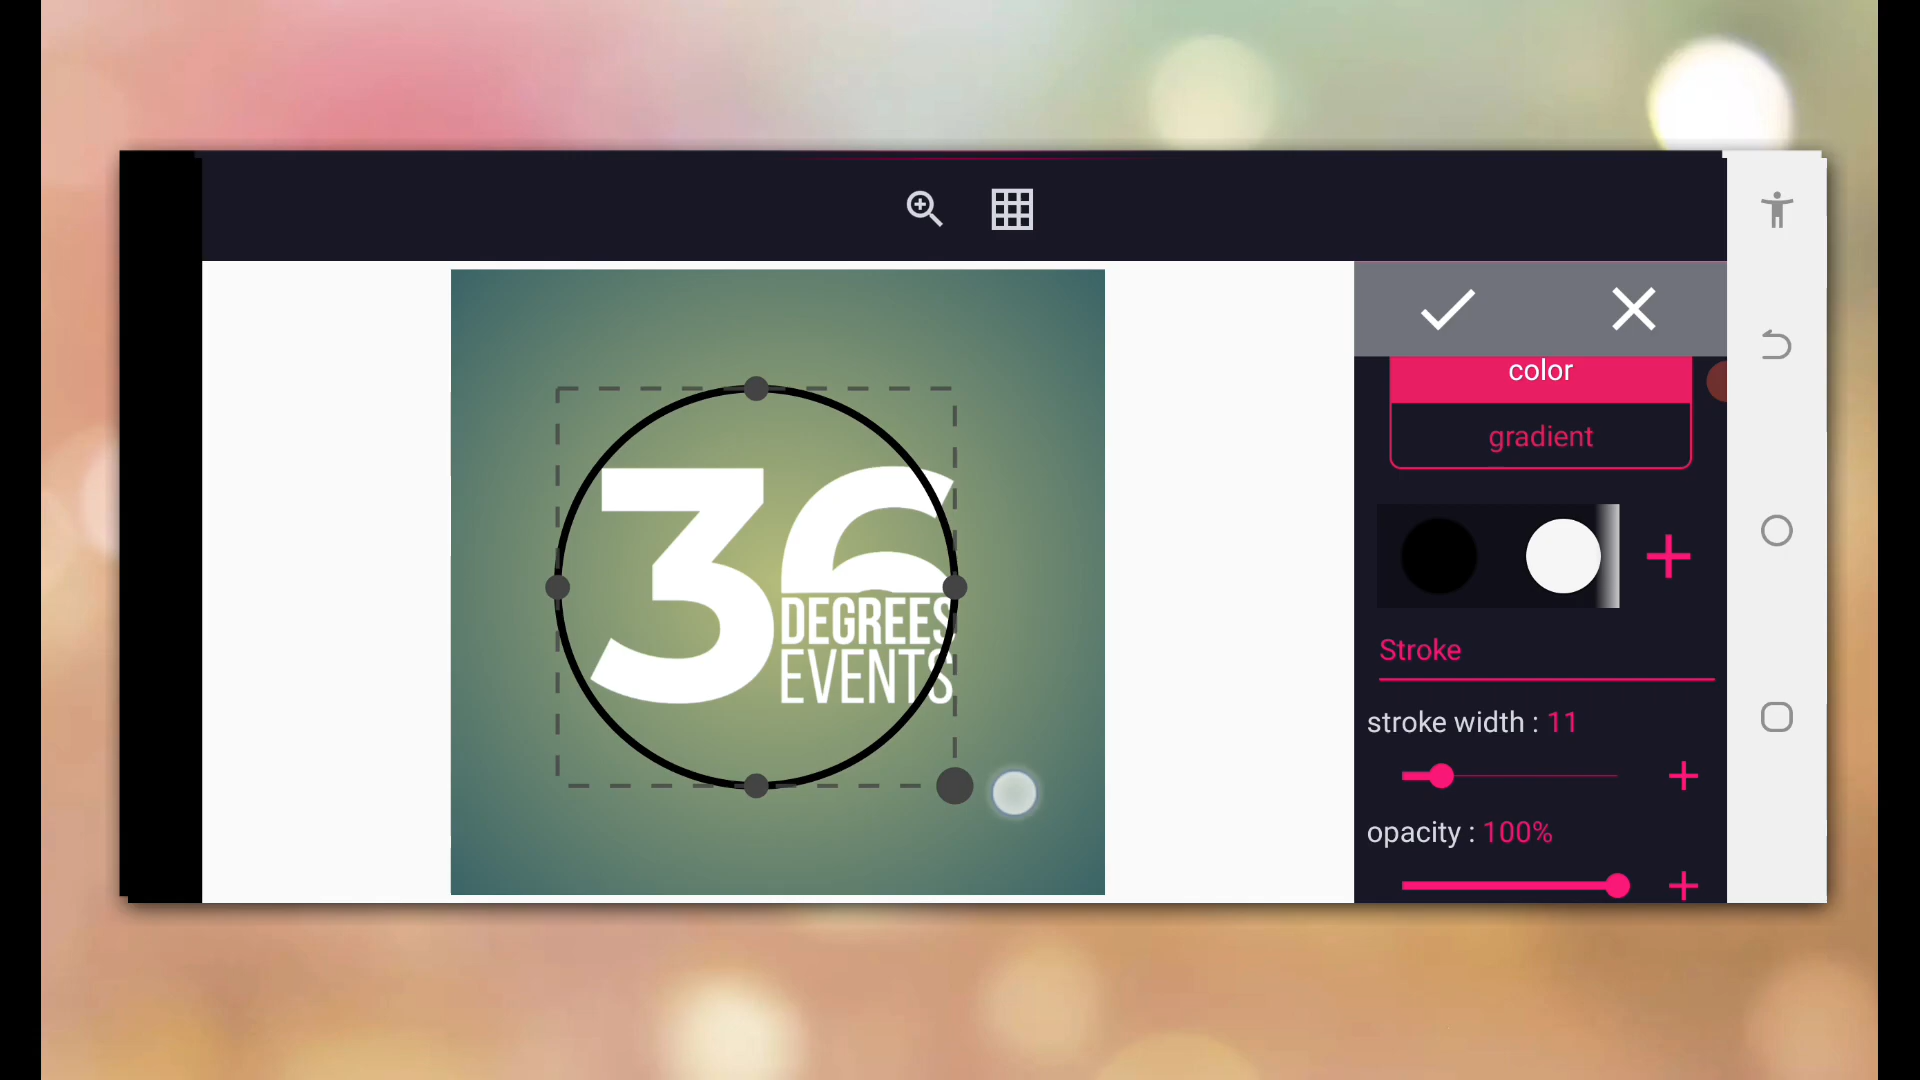 color
gradient
36
DEGREES
EVENTS
Stroke
stroke width : 11
opacity : 100%